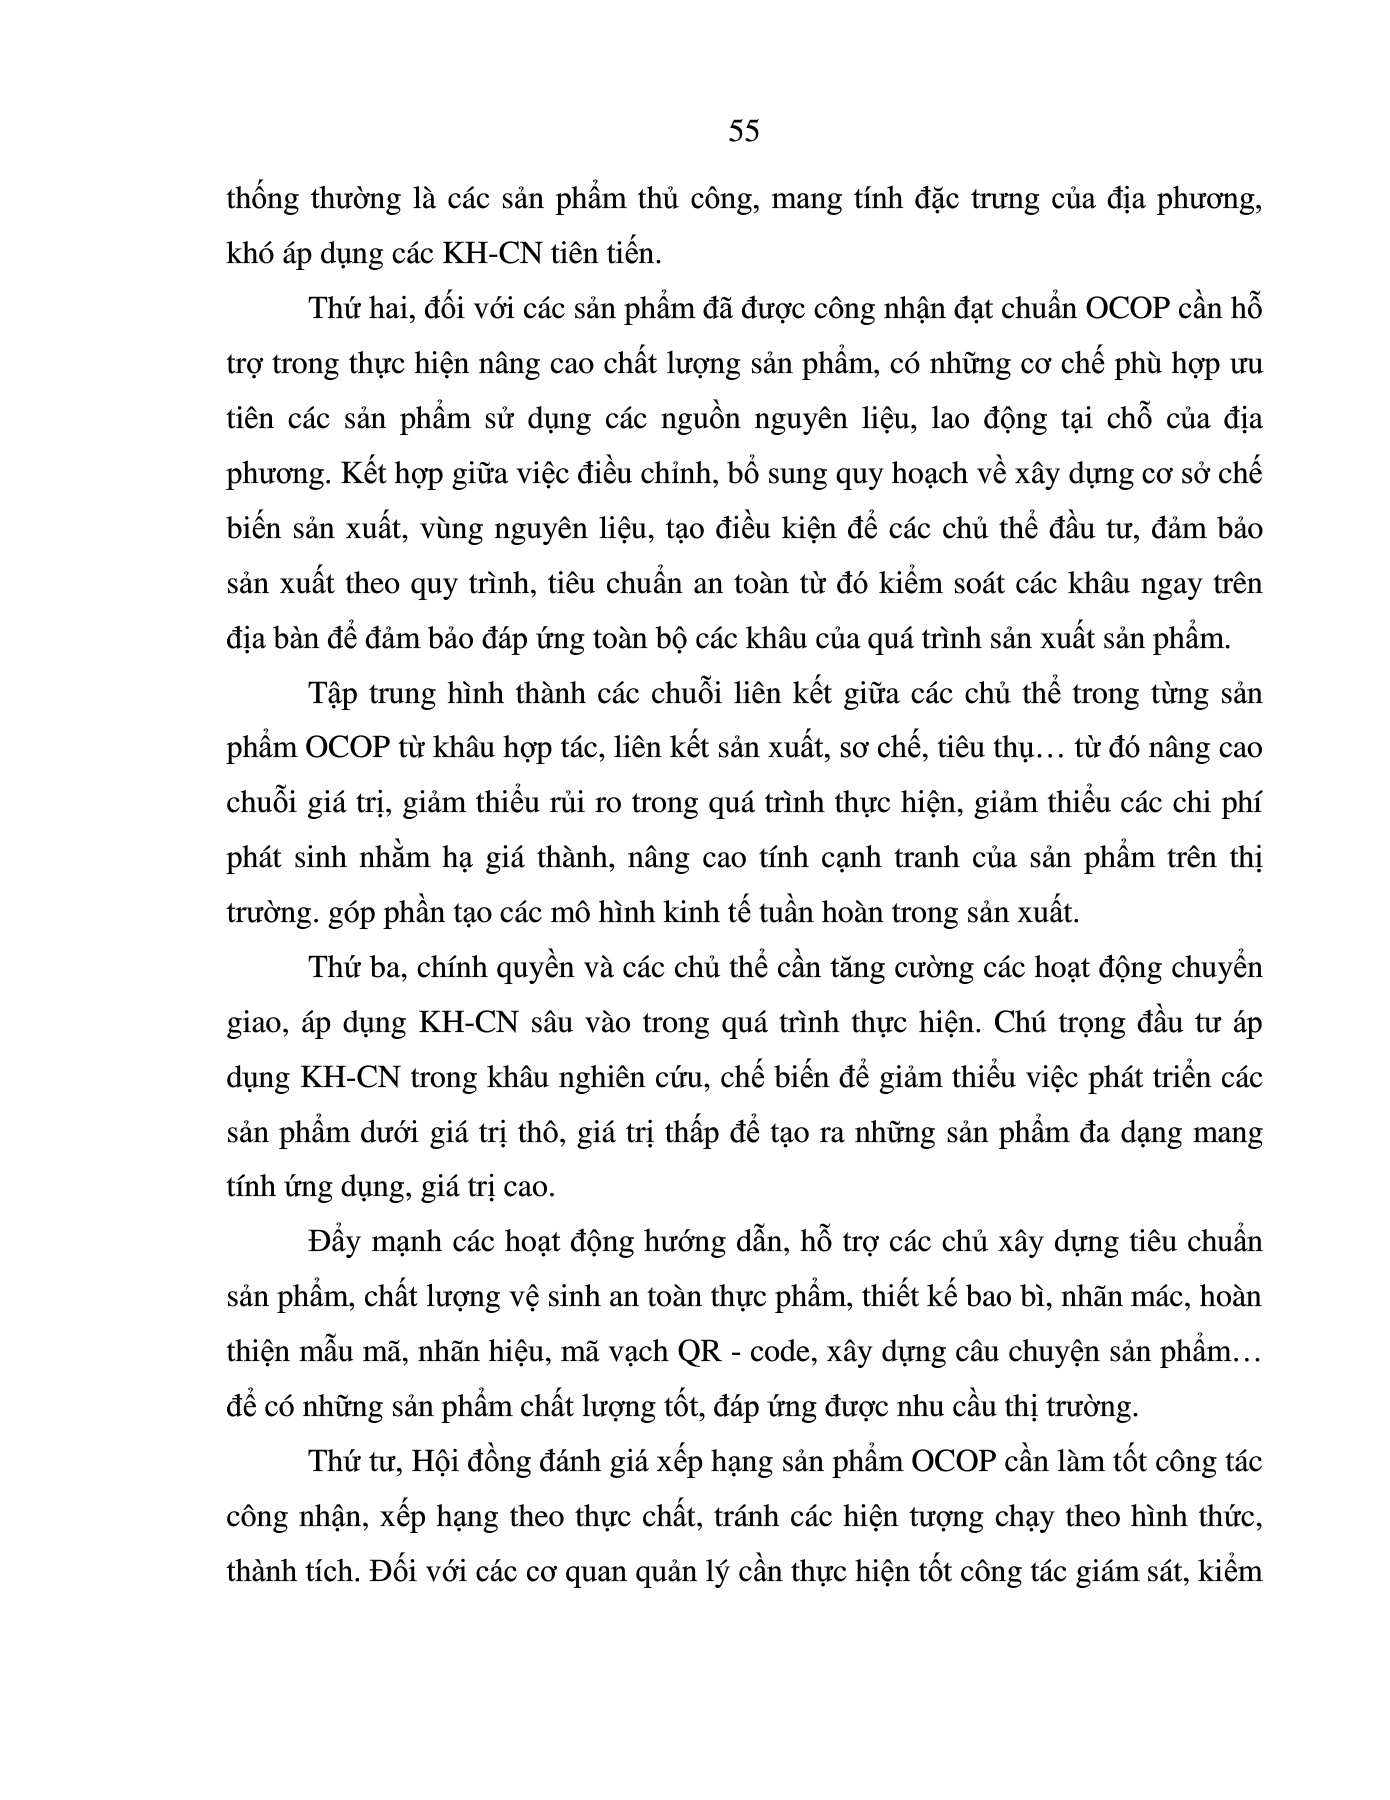 55
thống thường là các sản phẩm thủ công, mang tính đặc trưng của địa phương,
khó áp dụng các KH-CN tiên tiến.
Thứ hai, đối với các sản phẩm đã được công nhận đạt chuẩn OCOP cần hỗ
trợ trong thực hiện nâng cao chất lượng sản phẩm, có những cơ chế phù hợp ưu
tiên các sản phẩm sử dụng các nguồn nguyên liệu, lao động tại chỗ của địa
phương. Kết hợp giữa việc điều chỉnh, bổ sung quy hoạch về xây dựng cơ sở chế
biến sản xuất, vùng nguyên liệu, tạo điều kiện để các chủ thể đầu tư, đảm bảo
sản xuất theo quy trình, tiêu chuẩn an toàn từ đó kiểm soát các khâu ngay trên
địa bàn để đảm bảo đáp ứng toàn bộ các khâu của quá trình sản xuất sản phẩm.
Tập trung hình thành các chuỗi liên kết giữa các chủ thể trong từng sản
phẩm OCOP từ khâu hợp tác, liên kết sản xuất, sơ chế, tiêu thụ… từ đó nâng cao
chuỗi giá trị, giảm thiểu rủi ro trong quá trình thực hiện, giảm thiểu các chi phí
phát sinh nhằm hạ giá thành, nâng cao tính cạnh tranh của sản phẩm trên thị
trường. góp phần tạo các mô hình kinh tế tuần hoàn trong sản xuất.
Thứ ba, chính quyền và các chủ thể cần tăng cường các hoạt động chuyển
giao, áp dụng KH-CN sâu vào trong quá trình thực hiện. Chú trọng đầu tư áp
dụng KH-CN trong khâu nghiên cứu, chế biến để giảm thiểu việc phát triển các
sản phẩm dưới giá trị thô, giá trị thấp để tạo ra những sản phẩm đa dạng mang
tính ứng dụng, giá trị cao.
Đẩy mạnh các hoạt động hướng dẫn, hỗ trợ các chủ xây dựng tiêu chuẩn
sản phẩm, chất lượng vệ sinh an toàn thực phẩm, thiết kế bao bì, nhãn mác, hoàn
thiện mẫu mã, nhãn hiệu, mã vạch QR - code, xây dựng câu chuyện sản phẩm…
để có những sản phẩm chất lượng tốt, đáp ứng được nhu cầu thị trường.
Thứ tư, Hội đồng đánh giá xếp hạng sản phẩm OCOP cần làm tốt công tác
công nhận, xếp hạng theo thực chất, tránh các hiện tượng chạy theo hình thức,
thành tích. Đối với các cơ quan quản lý cần thực hiện tốt công tác giám sát, kiểm